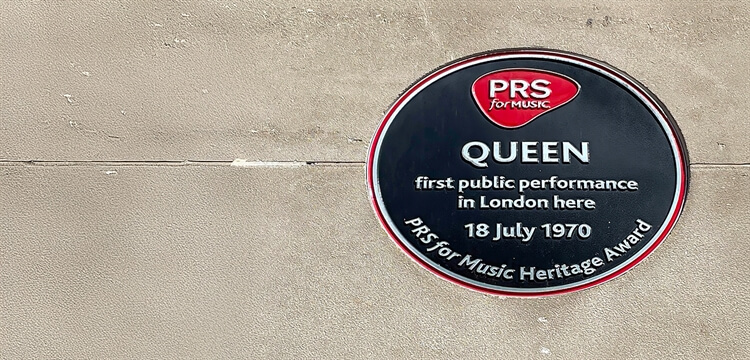 PRS
for MUSIC
QUEEN
first public performance
in London here
18 July 1970
PRS for Music Heritage Award